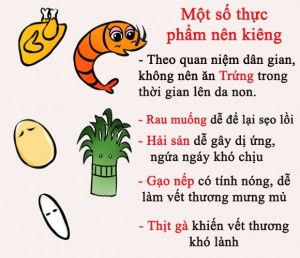 Một số thực
phẩm nên kiêng
- Theo quan niệm dân gian,
không nên ăn Trứng trong
thời gian lên da non.
- Rau muống dễ để lại sẹo lồi
- Hải sản dễ gây dị ứng,
ngứa ngáy khó chịu
- Gạo nếp có tính nóng, dễ
làm vết thương mưng mủ
- Thịt gà khiến vết thương
khó lành